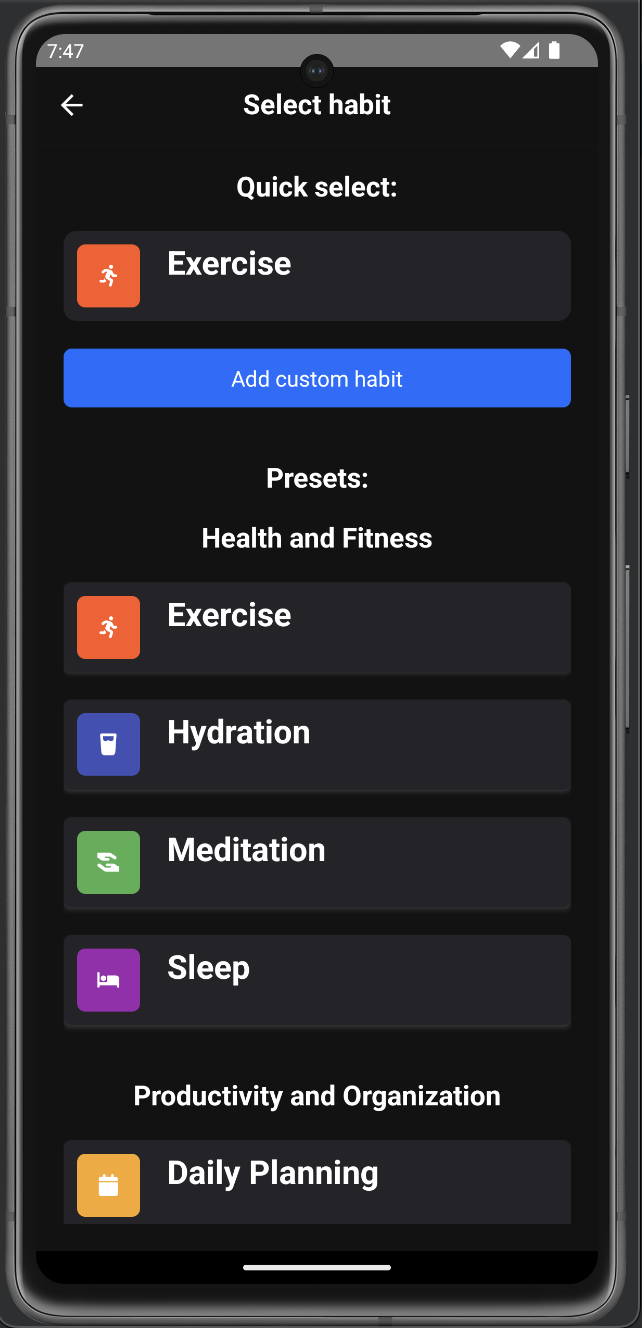 7:47
Select habit
Quick select:
Exercise
Add custom habit
Presets:
Health and Fitness
Exercise
Hydration
Meditation
Sleep
Productivity and Organization
Daily Planning